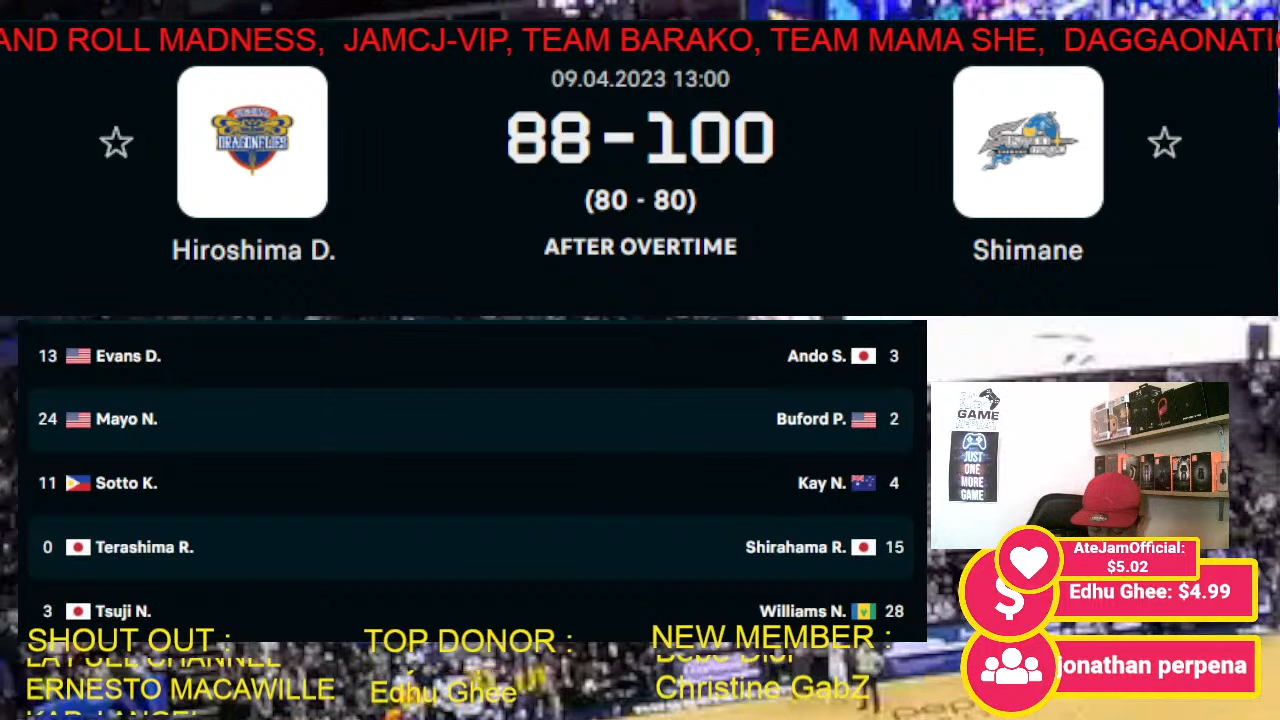 AND ROLL MADNESS, JAMCJ-VIP, TEAM BARAKO, TEAM MAMA SHE, DAGGAONATI
09.04.2023 13:00
88-100
(80 - 80)
AFTER OVERTIME
DRAGONFLIES
Hiroshima D.
Shimane
13 Evans D.
Ando S. 3
24 Mayo N.
Buford P. 2
11 Sotto K.
Kay N. 4
0 Terashima R.
Shirahama R. 15
3 Tsuji N.
Williams N. 28
GAME
JUST
ONE
MORE
GAME
AteJamOfficial:
$5.02
$
Edhu Ghee: $4.99
jonathan perpena
SHOUT OUT :
ERNESTO MACAWILLE
TOP DONOR :
Edhu Ghee
NEW MEMBER :
Christine GabZ